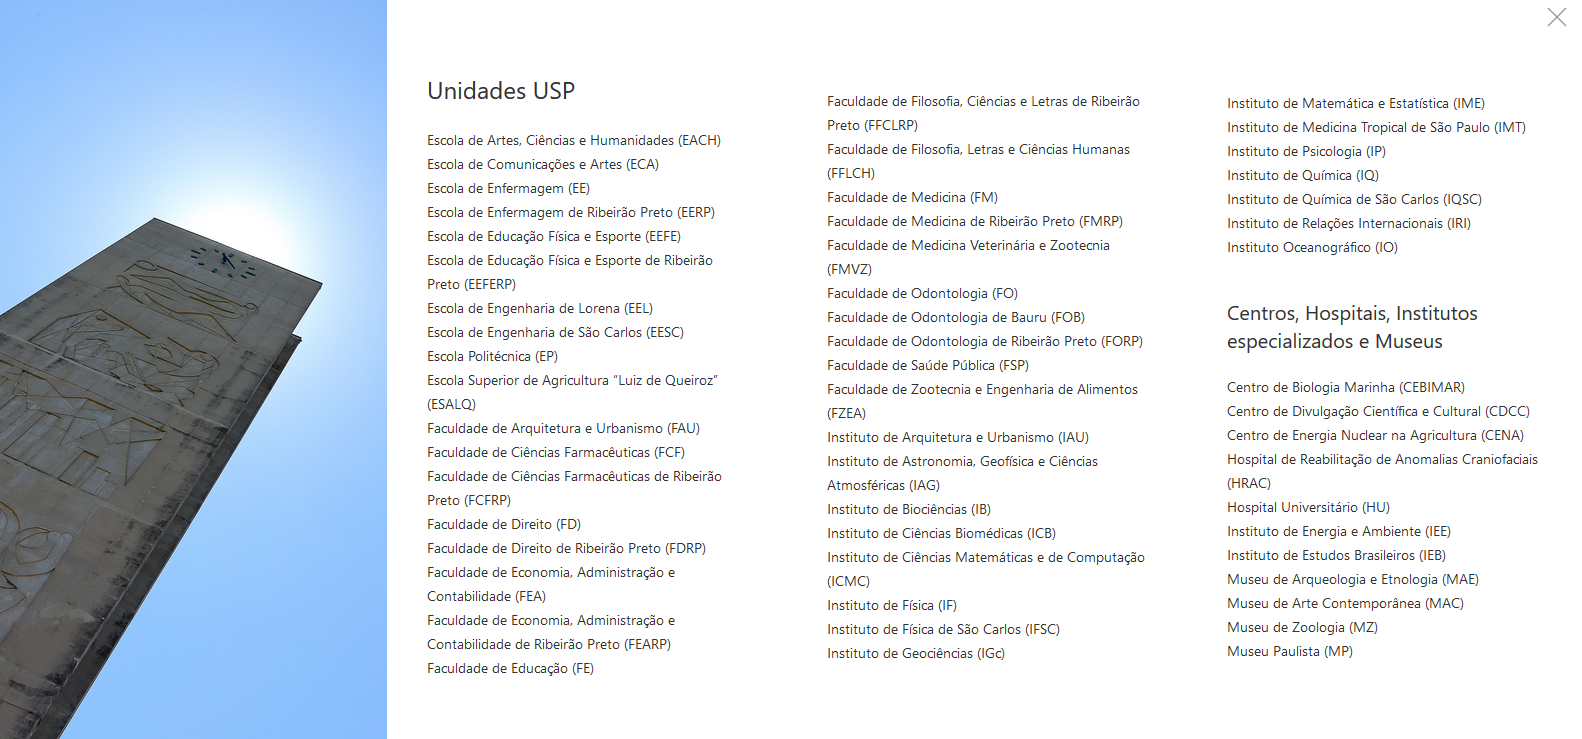 Unidades USP
Escola de Artes, Ciências e Humanidades (EACH)
Escola de Comunicações e Artes (ECA)
Escola de Enfermagem (EE)
Escola de Enfermagem de Ribeirão Preto (EERP)
Escola de Educação Física e Esporte (EEFE)
Escola de Educação Física e Esporte de Ribeirão
Preto (EEFERP)
Escola de Engenharia de Lorena (EEL)
Escola de Engenharia de São Carlos (EESC)
Escola Politécnica (EP)
Escola Superior de Agricultura “Luiz de Queiroz”
(ESALQ)
Faculdade de Arquitetura e Urbanismo (FAU)
Faculdade de Ciências Farmacêuticas (FCF)
Faculdade de Ciências Farmacêuticas de Ribeirão
Preto (FCFRP)
Faculdade de Direito (FD)
Faculdade de Direito de Ribeirão Preto (FDRP)
Faculdade de Economia, Administração e
Contabilidade (FEA)
Faculdade de Economia, Administração e
Contabilidade de Ribeirão Preto (FEARP)
Faculdade de Educação (FE)
Faculdade de Filosofia, Ciências e Letras de Ribeirão
Preto (FFCLRP)
Faculdade de Filosofia, Letras e Ciências Humanas
(FFLCH)
Faculdade de Medicina (FM)
Faculdade de Medicina de Ribeirão Preto (FMRP)
Faculdade de Medicina Veterinária e Zootecnia
(FMVZ)
Faculdade de Odontologia (FO)
Faculdade de Odontologia de Bauru (FOB)
Faculdade de Odontologia de Ribeirão Preto (FORP)
Faculdade de Saúde Pública (FSP)
Faculdade de Zootecnia e Engenharia de Alimentos
(FZEA)
Instituto de Arquitetura e Urbanismo (IAU)
Instituto de Astronomia, Geofísica e Ciências
Atmosféricas (IAG)
Instituto de Biociências (IB)
Instituto de Ciências Biomédicas (ICB)
Instituto de Ciências Matemáticas e de Computação
(ICMC)
Instituto de Física (IF)
Instituto de Física de São Carlos (IFSC)
Instituto de Geociências (IGc)
Instituto de Matemática e Estatística (IME)
Instituto de Medicina Tropical de São Paulo (IMT)
Instituto de Psicologia (IP)
Instituto de Química (IQ)
Instituto de Química de São Carlos (IQSC)
Instituto de Relações Internacionais (IRI)
Instituto Oceanográfico (IO)
Centros, Hospitais, Institutos
especializados e Museus
Centro de Biologia Marinha (CEBIMAR)
Centro de Divulgação Científica e Cultural (CDCC)
Centro de Energia Nuclear na Agricultura (CENA)
Hospital de Reabilitação de Anomalias Craniofaciais
(HRAC)
Hospital Universitário (HU)
Instituto de Energia e Ambiente (IEE)
Instituto de Estudos Brasileiros (IEB)
Museu de Arqueologia e Etnologia (MAE)
Museu de Arte Contemporânea (MAC)
Museu de Zoologia (MZ)
Museu Paulista (MP)